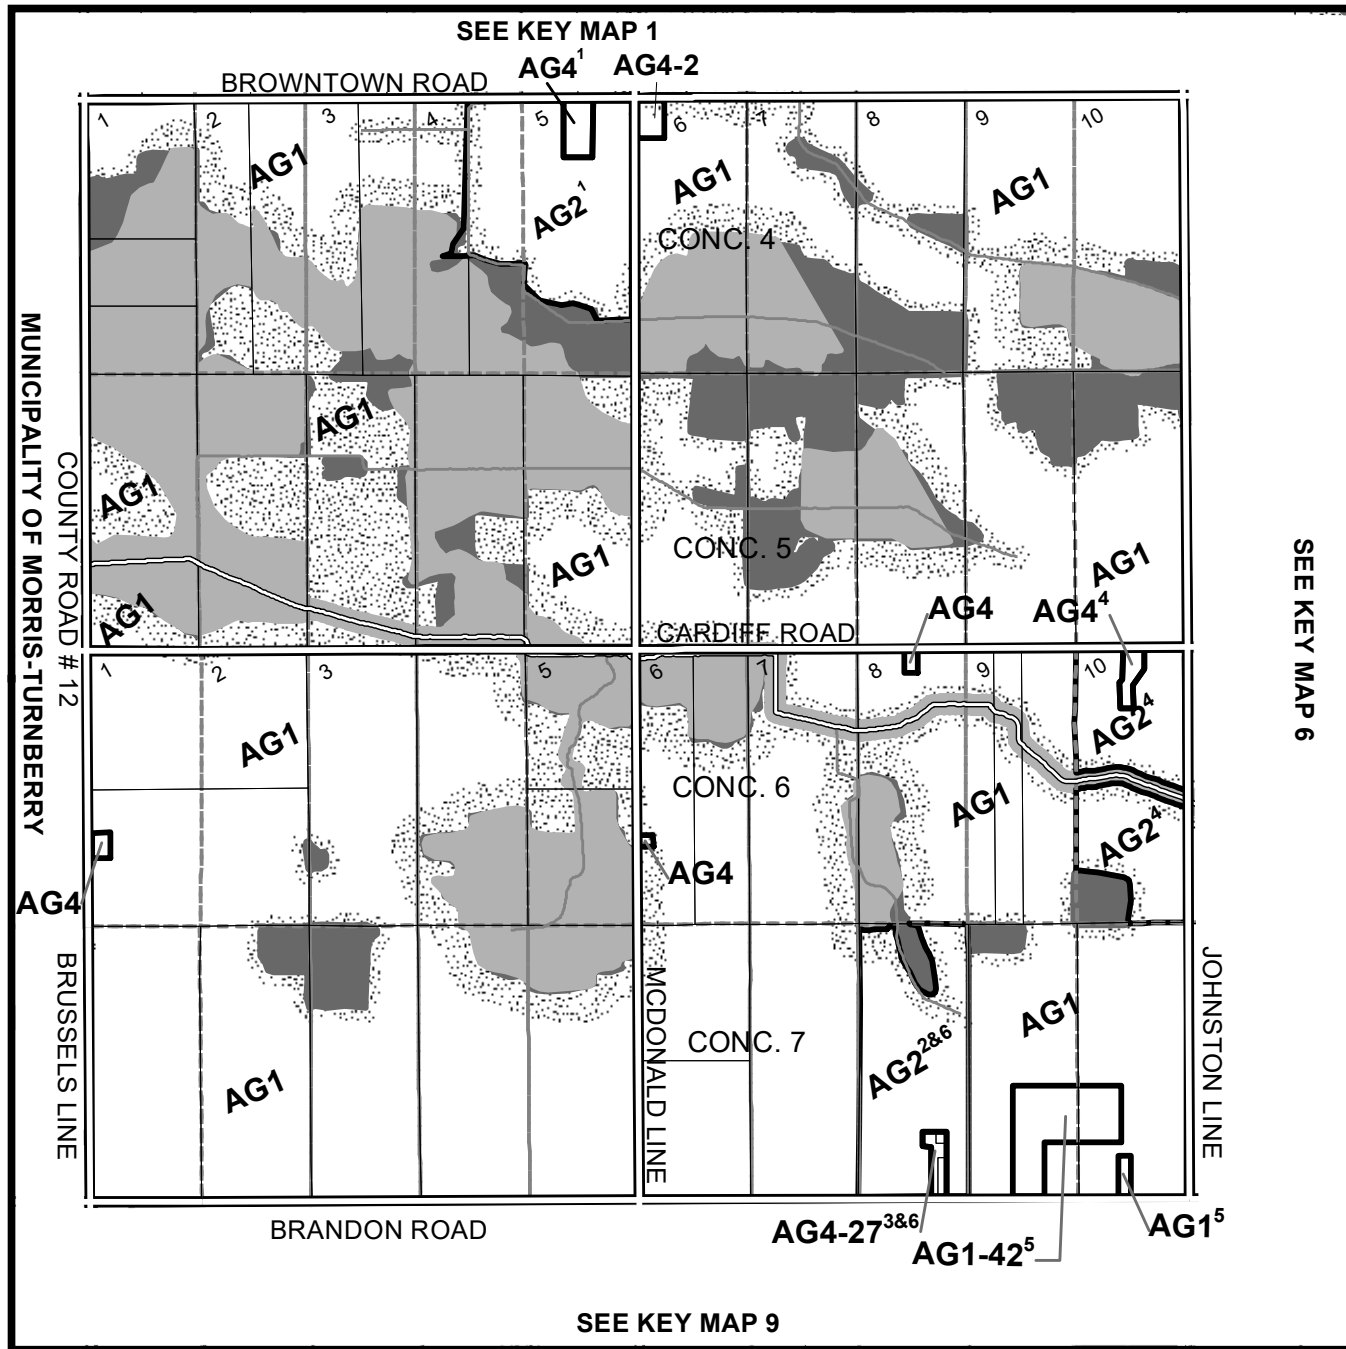 SEE KEY MAP 1
BROWNTOWN ROAD
AG4¹
AG4-2
1
2
3
4
5
6
7
8
9
10
AG1
AG2¹
AG1
AG1
CONC. 4
MUNICIPALITY OF MORRIS-TURNBERRY
COUNTY ROAD # 12
AG1
AG1
AG1
AG1
CONC. 5
AG1
SEE KEY MAP 6
AG4
AG4⁴
CARDIFF ROAD
1
2
3
5
6
7
8
9
10
AG1
AG2⁴
CONC. 6
AG1
AG2⁴
AG4
AG4
BRUSSELS LINE
MCDONALD LINE
JOHNSTON LINE
AG1
CONC. 7
AG2²&⁶
AG1
BRANDON ROAD
AG4-27³&⁶
AG1-42⁵
AG1⁵
SEE KEY MAP 9